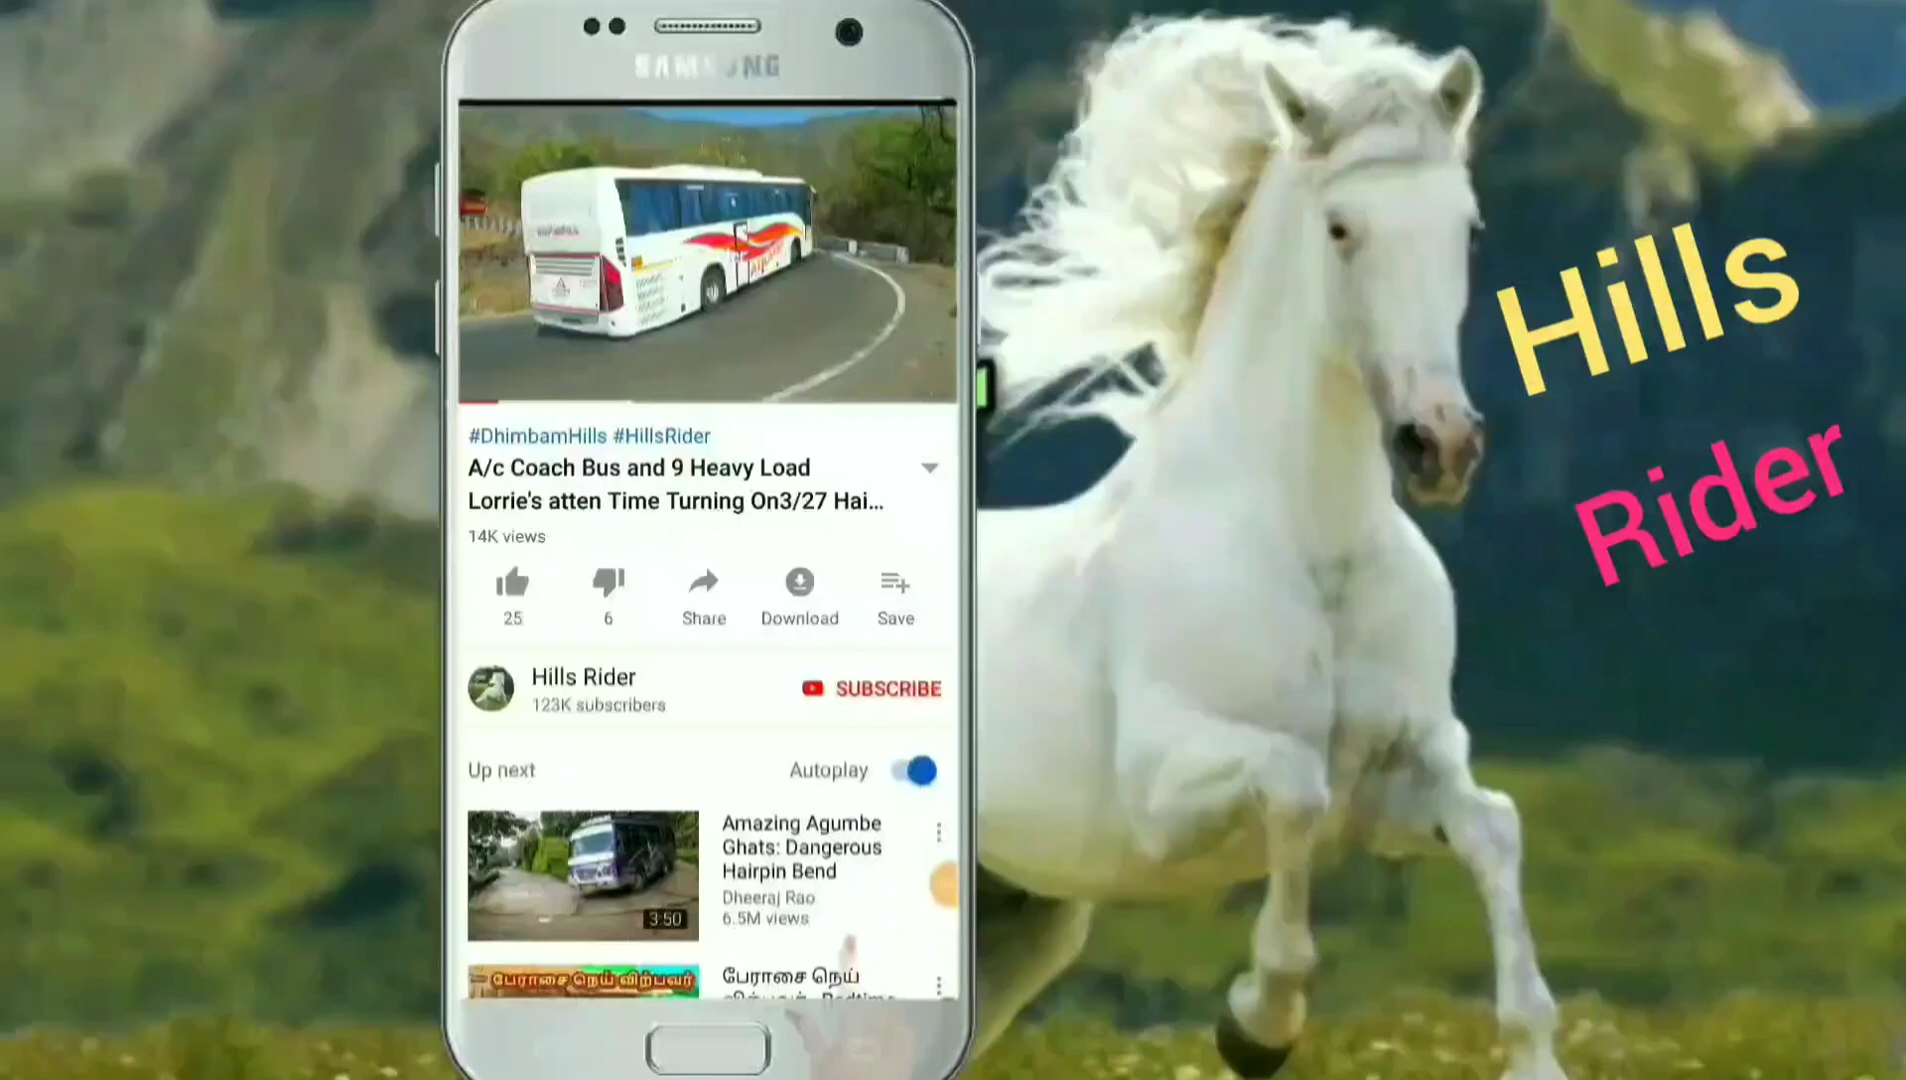 SAMSUNG
#DhimbamHills #HillsRider
A/c Coach Bus and 9 Heavy Load
Lorrie's atten Time Turning On3/27 Hai...
14K views
25
6
Share
Download
Save
Hills Rider
123K subscribers
SUBSCRIBE
Up next
Autoplay
Amazing Agumbe
Ghats: Dangerous
Hairpin Bend
Dheeraj Rao
6.5M views
3:50
பேராசை நெய் விற்பவர்
பேராசை நெய்
Hills
Rider